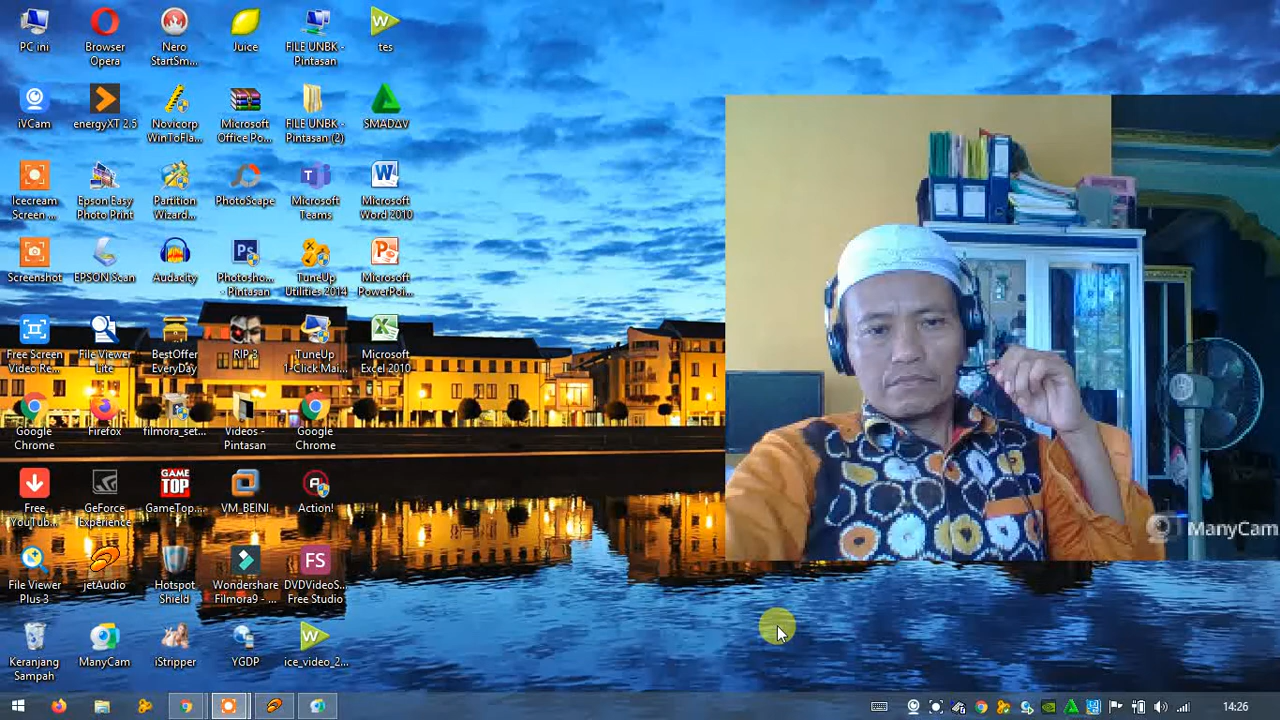 PC ini
Browser
Opera
Nero
StartSm...
Juice
FILE UNBK -
Pintasan
W
tes
iVCam
energyXT 2.5
Novicorp
WinToFla...
Microsoft
Office Po...
FILE UNBK -
Pintasan (2)
SMADΔV
Icecream
Screen ...
Epson Easy
Photo Print
Partition
Wizard...
PhotoScape
Microsoft
Teams
Microsoft
Word 2010
Screenshot
EPSON Scan
Audacity
Ps
Photosho...
- Pintasan
TuneUp
Utilities 2014
Microsoft
PowerPoi...
Free Screen
Video Re...
File Viewer
Lite
BestOffer
EveryDay
RIP 3
TuneUp
1-Click Mai...
Microsoft
Excel 2010
Google
Chrome
Firefox
filmora_set...
Videos -
Pintasan
Google
Chrome
Free
YouTub...
GeForce
Experience
GAME
TOP
GameTop....
VM_BEINI
Action!
File Viewer
Plus 3
jetAudio
Hotspot
Shield
Wondershare
Filmora9 - ...
FS
DVDVideoS...
Free Studio
Keranjang
Sampah
ManyCam
iStripper
YGDP
W
ice_video_2...
ManyCam
14:26